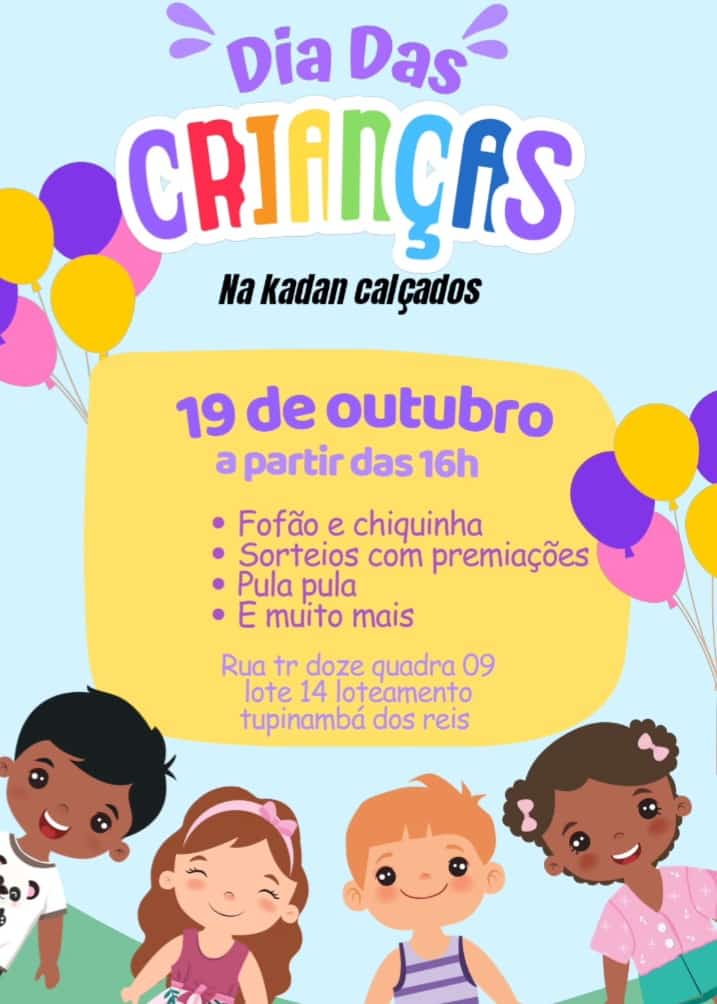 Dia Das
CRIANÇAS
Na kadan calçados
19 de outubro
a partir das 16h
• Fofão e chiquinha
• Sorteios com premiações
• Pula pula
• E muito mais
Rua tr doze quadra 09
lote 14 loteamento
tupinambá dos reis